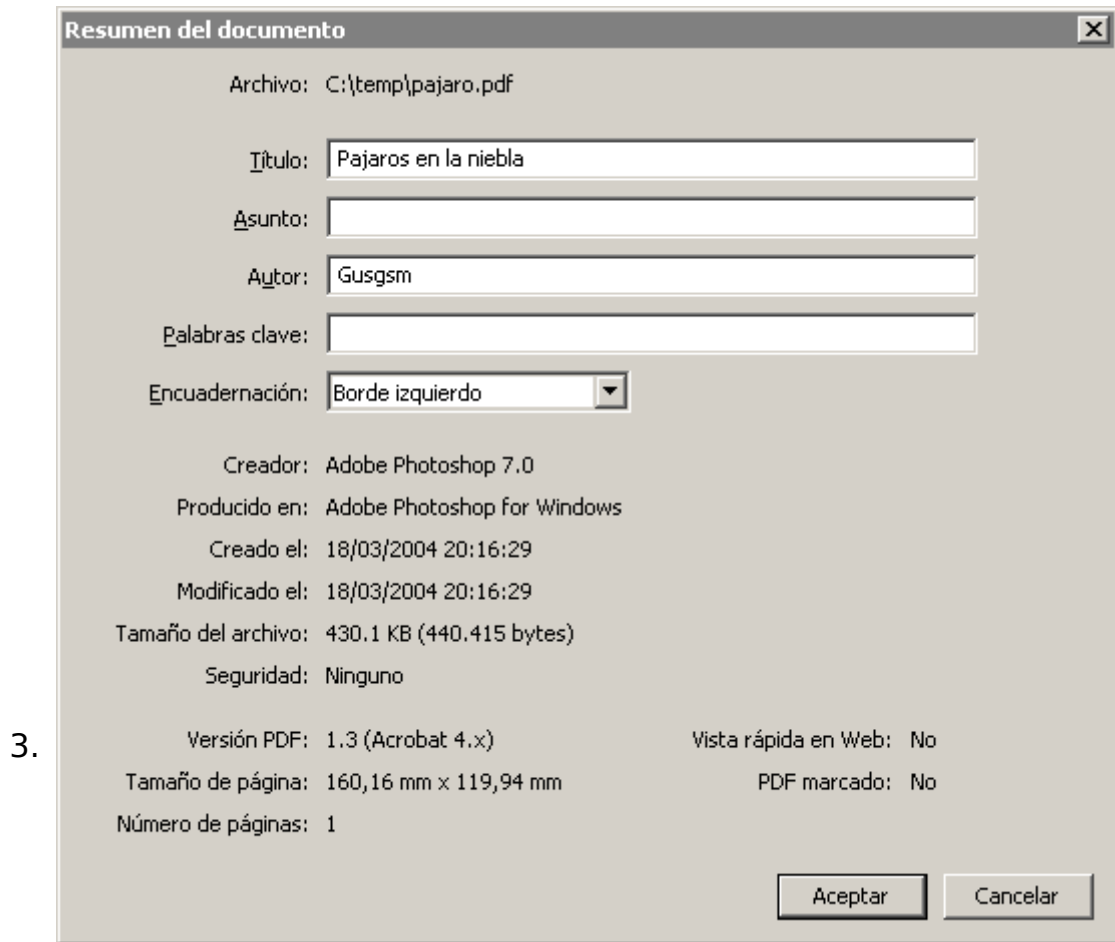 Resumen del documento
Archivo: C:\temp\pajaro.pdf
Título: Pajaros en la niebla
Asunto:
Autor: Gusgsm
Palabras clave:
Encuadernación: Borde izquierdo
Creador: Adobe Photoshop 7.0
Producido en: Adobe Photoshop for Windows
Creado el: 18/03/2004 20:16:29
Modificado el: 18/03/2004 20:16:29
Tamaño del archivo: 430.1 KB (440.415 bytes)
Seguridad: Ninguno
3. Versión PDF: 1.3 (Acrobat 4.x) Vista rápida en Web: No
Tamaño de página: 160,16 mm x 119,94 mm PDF marcado: No
Número de páginas: 1
Aceptar Cancelar